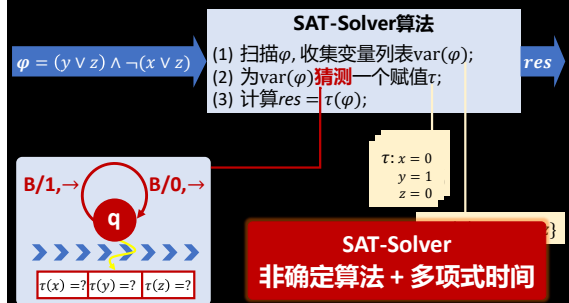 SAT-Solver算法
φ = (y ∨ z) ∧ ¬(x ∨ z)
(1) 扫描φ, 收集变量列表var(φ);
(2) 为var(φ)猜测一个赋值τ;
(3) 计算res = τ(φ);
res
τ: x = 0
y = 1
z = 0
B/1,→
B/0,→
q
τ(x) =? τ(y) =? τ(z) =?
}
SAT-Solver
非确定算法 + 多项式时间